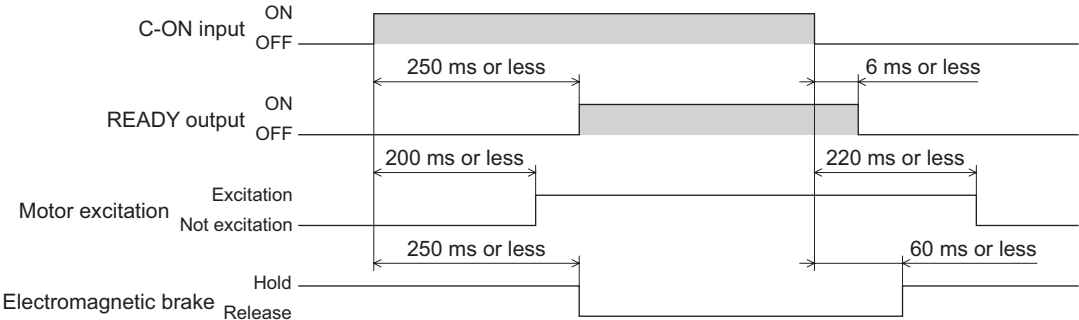 C-ON input
ON
OFF
250 ms or less
6 ms or less
READY output
ON
OFF
200 ms or less
220 ms or less
Motor excitation
Excitation
Not excitation
250 ms or less
60 ms or less
Electromagnetic brake
Hold
Release